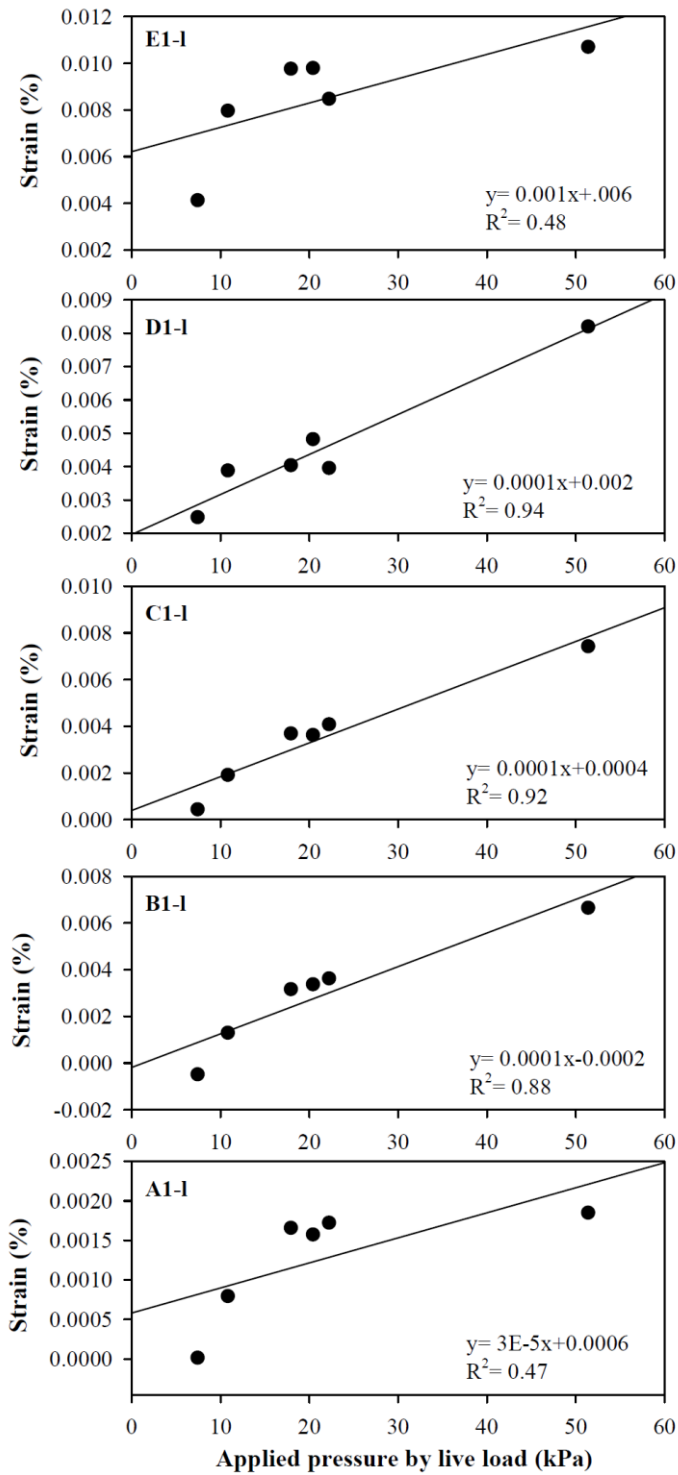 E1-l
0.012
0.010
0.008
0.006
0.004
0.002
Strain (%)
y= 0.001x+.006
R²= 0.48
0 10 20 30 40 50 60
D1-l
0.009
0.008
0.007
0.006
0.005
0.004
0.003
0.002
Strain (%)
y= 0.0001x+0.002
R²= 0.94
0 10 20 30 40 50 60
C1-l
0.010
0.008
0.006
0.004
0.002
0.000
Strain (%)
y= 0.0001x+0.0004
R²= 0.92
0 10 20 30 40 50 60
B1-l
0.008
0.006
0.004
0.002
0.000
-0.002
Strain (%)
y= 0.0001x-0.0002
R²= 0.88
0 10 20 30 40 50 60
A1-l
0.0025
0.0020
0.0015
0.0010
0.0005
0.0000
Strain (%)
y= 3E-5x+0.0006
R²= 0.47
0 10 20 30 40 50 60
Applied pressure by live load (kPa)